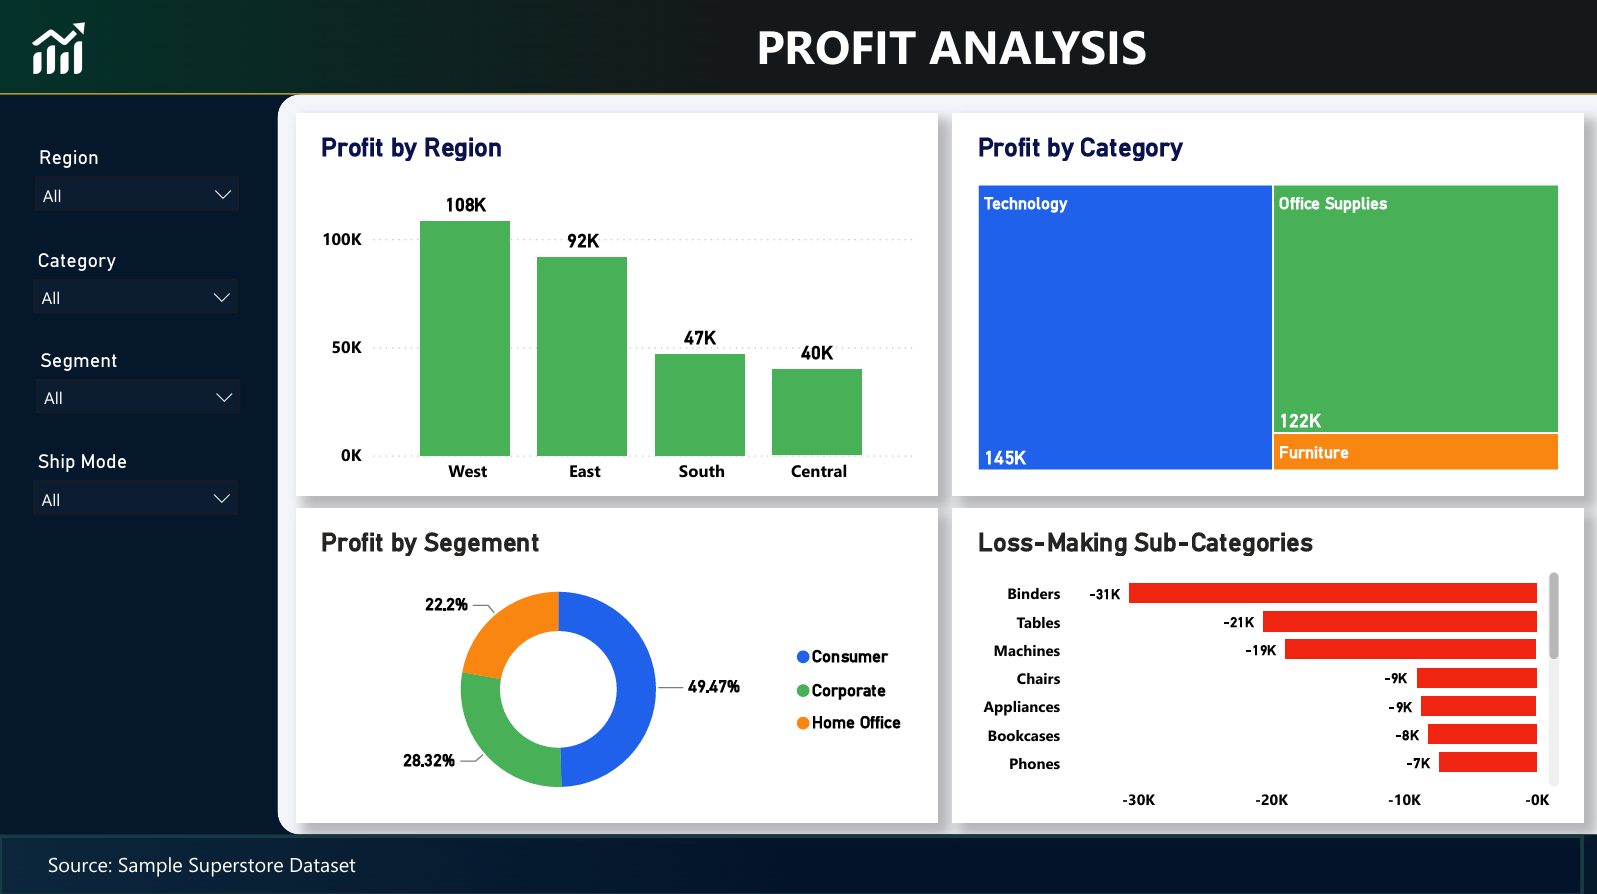 PROFIT ANALYSIS
Region
All
Category
All
Segment
All
Ship Mode
All
Profit by Region
108K
100K
92K
50K
47K
40K
0K
West East South Central
Profit by Category
Technology
145K
Office Supplies
122K
Furniture
Profit by Segement
22.2%
49.47%
28.32%
Consumer
Corporate
Home Office
Loss-Making Sub-Categories
Binders -31K
Tables -21K
Machines -19K
Chairs -9K
Appliances -9K
Bookcases -8K
Phones -7K
-30K -20K -10K -0K
Source: Sample Superstore Dataset